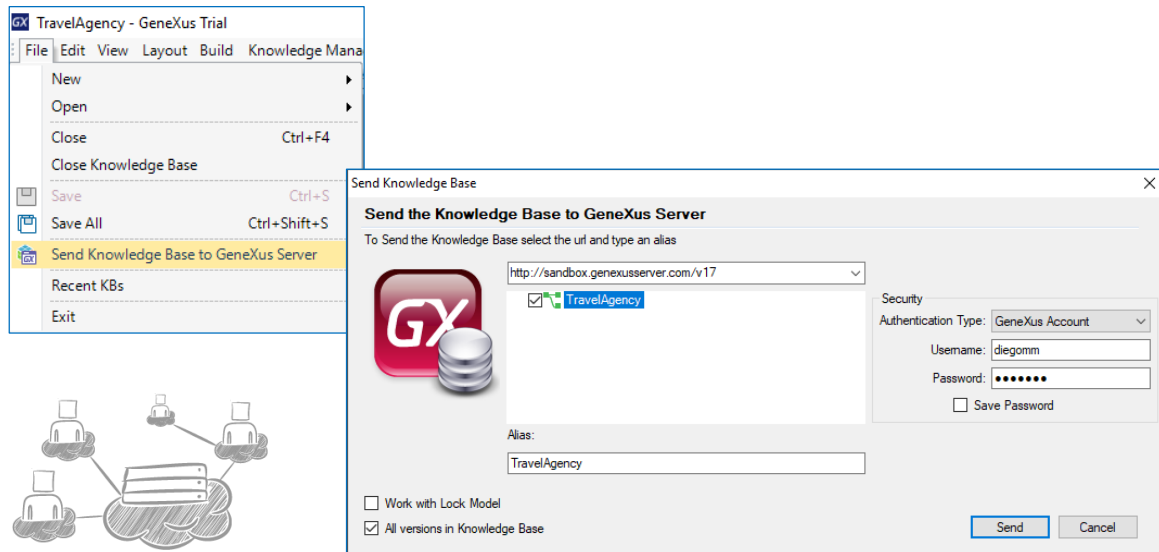 GX TravelAgency - GeneXus Trial
File Edit View Layout Build Knowledge Mana
New
Open
Close Ctrl+F4
Close Knowledge Base
Save Ctrl+S
Save All Ctrl+Shift+S
Send Knowledge Base to GeneXus Server
Recent KBs
Exit
Send Knowledge Base
Send the Knowledge Base to GeneXus Server
To Send the Knowledge Base select the url and type an alias
GX
http://sandbox.genexusserver.com/v17
TravelAgency
Alias:
TravelAgency
Security
Authentication Type: GeneXus Account
Username: diegomm
Password: •••••••
Save Password
Work with Lock Model
All versions in Knowledge Base
Send Cancel